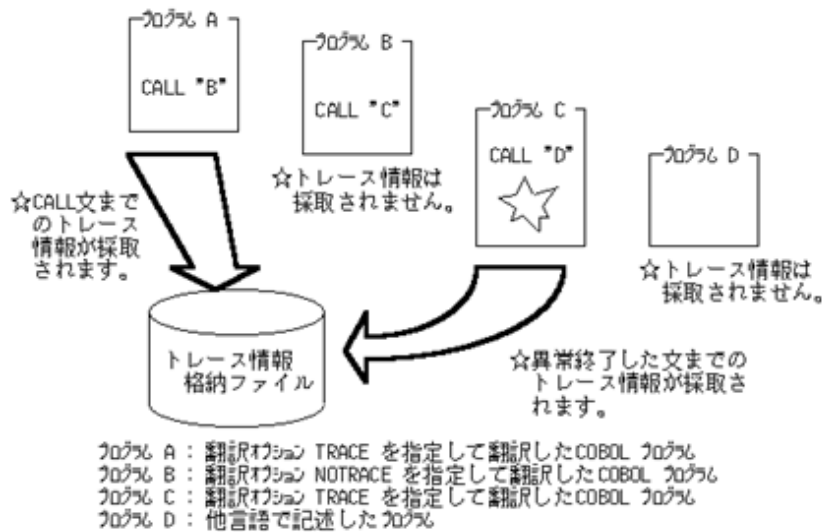 プログラム A
CALL "B"
プログラム B
CALL "C"
プログラム C
CALL "D"
プログラム D
☆CALL文まで
のトレース
情報が採取
されます。
☆トレース情報は
採取されません。
☆トレース情報は
採取されません。
トレース情報
格納ファイル
☆異常終了した文までの
トレース情報が採取さ
れます。
プログラム A : 翻訳オプション TRACE を指定して翻訳したCOBOL プログラム
プログラム B : 翻訳オプション NOTRACE を指定して翻訳したCOBOL プログラム
プログラム C : 翻訳オプション TRACE を指定して翻訳したCOBOL プログラム
プログラム D : 他言語で記述したプログラム